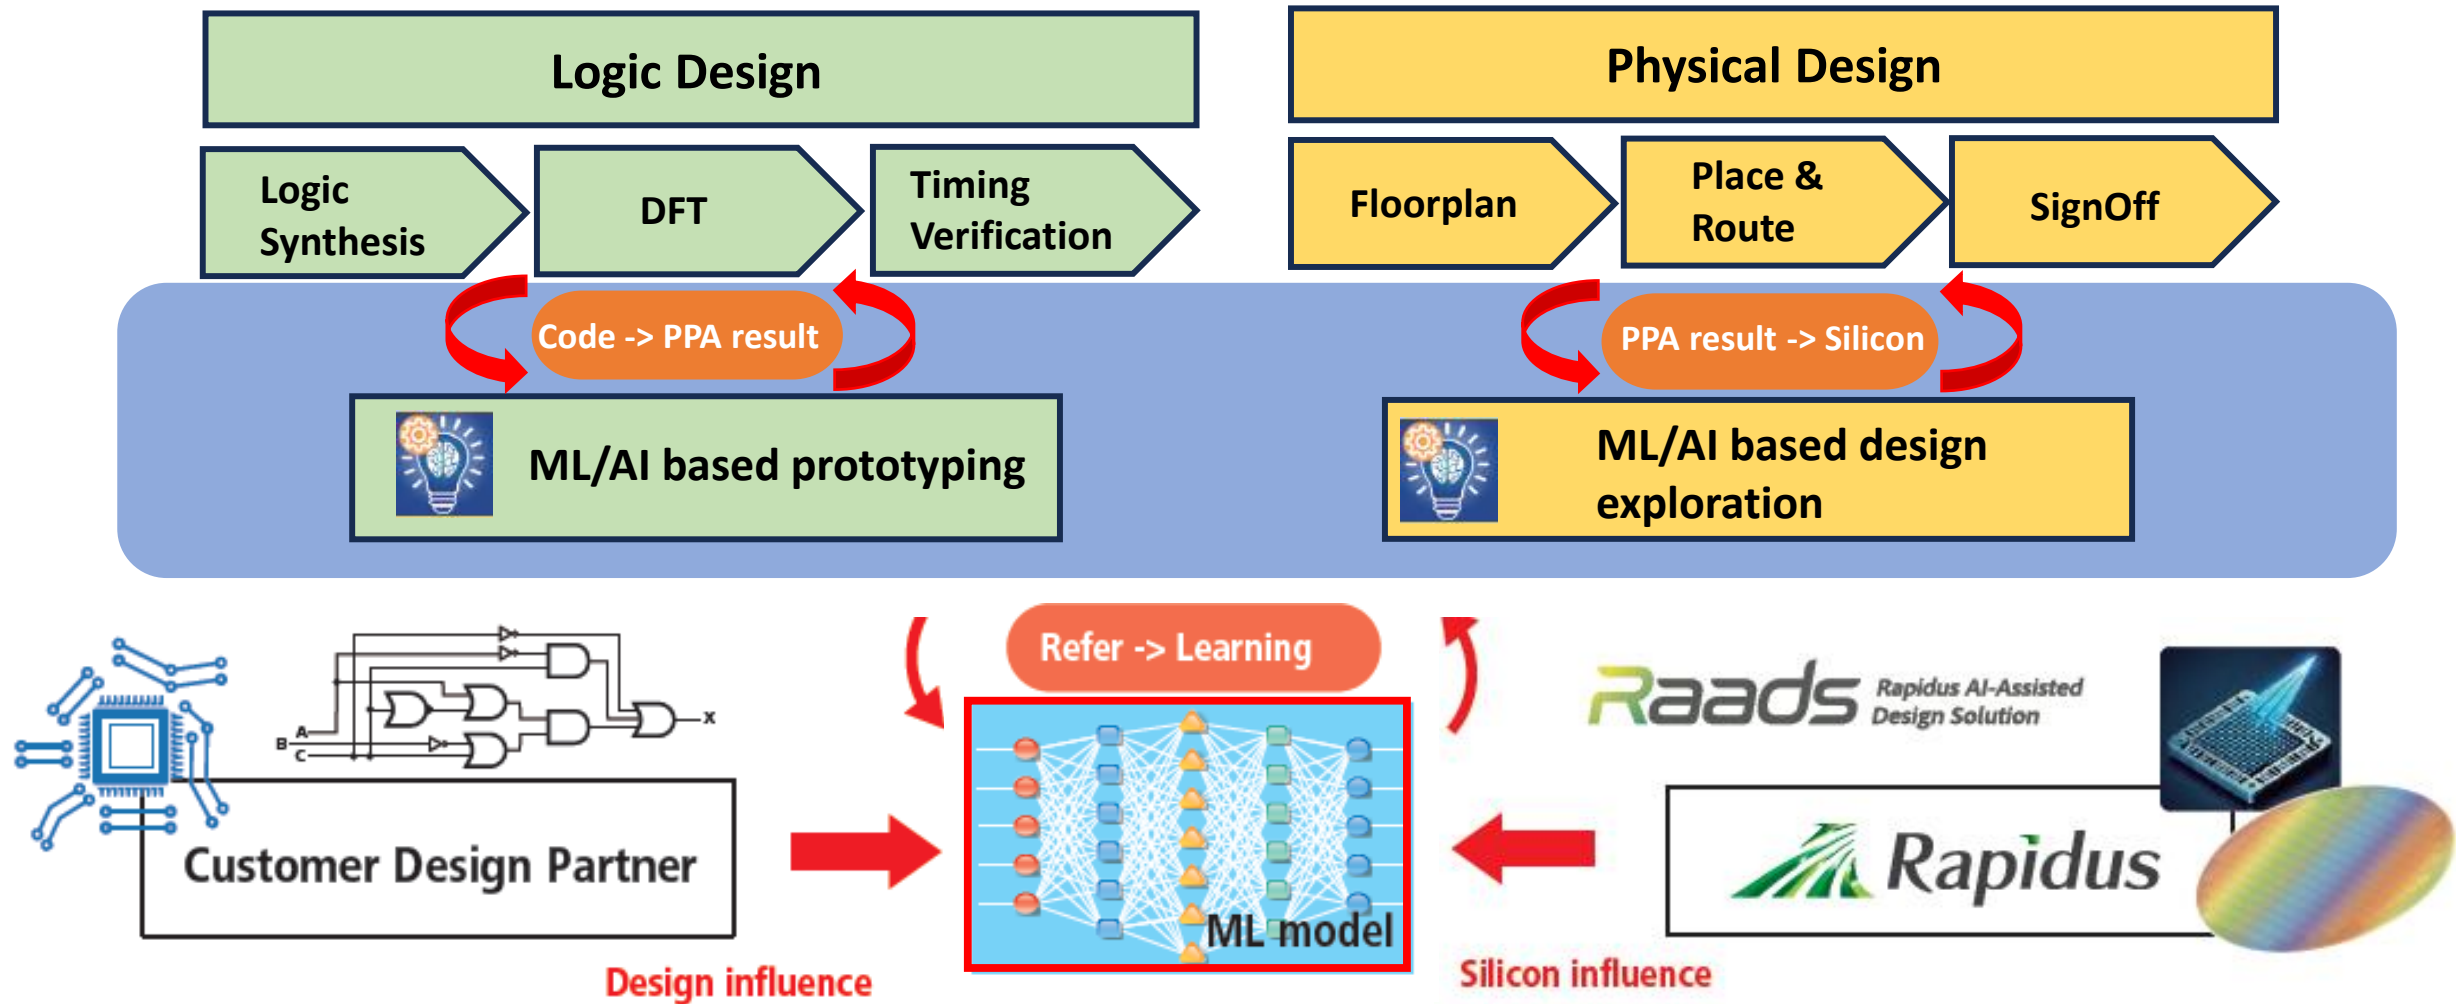 Logic Design
Physical Design
Logic
Synthesis
DFT
Timing
Verification
Floorplan
Place &
Route
SignOff
Code -> PPA result
PPA result -> Silicon
ML/AI based prototyping
ML/AI based design
exploration
Refer -> Learning
Raads
Rapidus AI-Assisted
Design Solution
A
B
C
X
Customer Design Partner
ML model
Rapidus
Design influence
Silicon influence